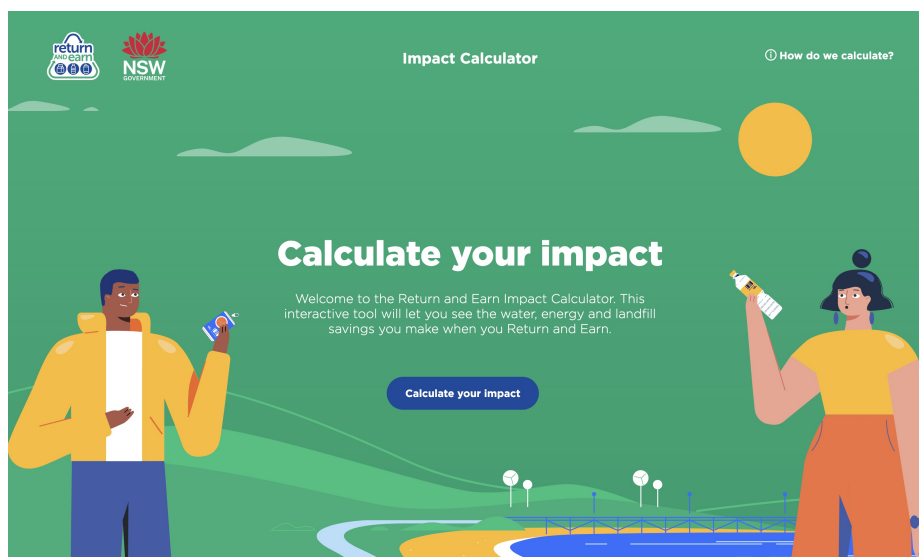 return
AND earn
NSW
GOVERNMENT
Impact Calculator
How do we calculate?
Calculate your impact
Welcome to the Return and Earn Impact Calculator. This
interactive tool will let you see the water, energy and landfill
savings you make when you Return and Earn.
Calculate your impact